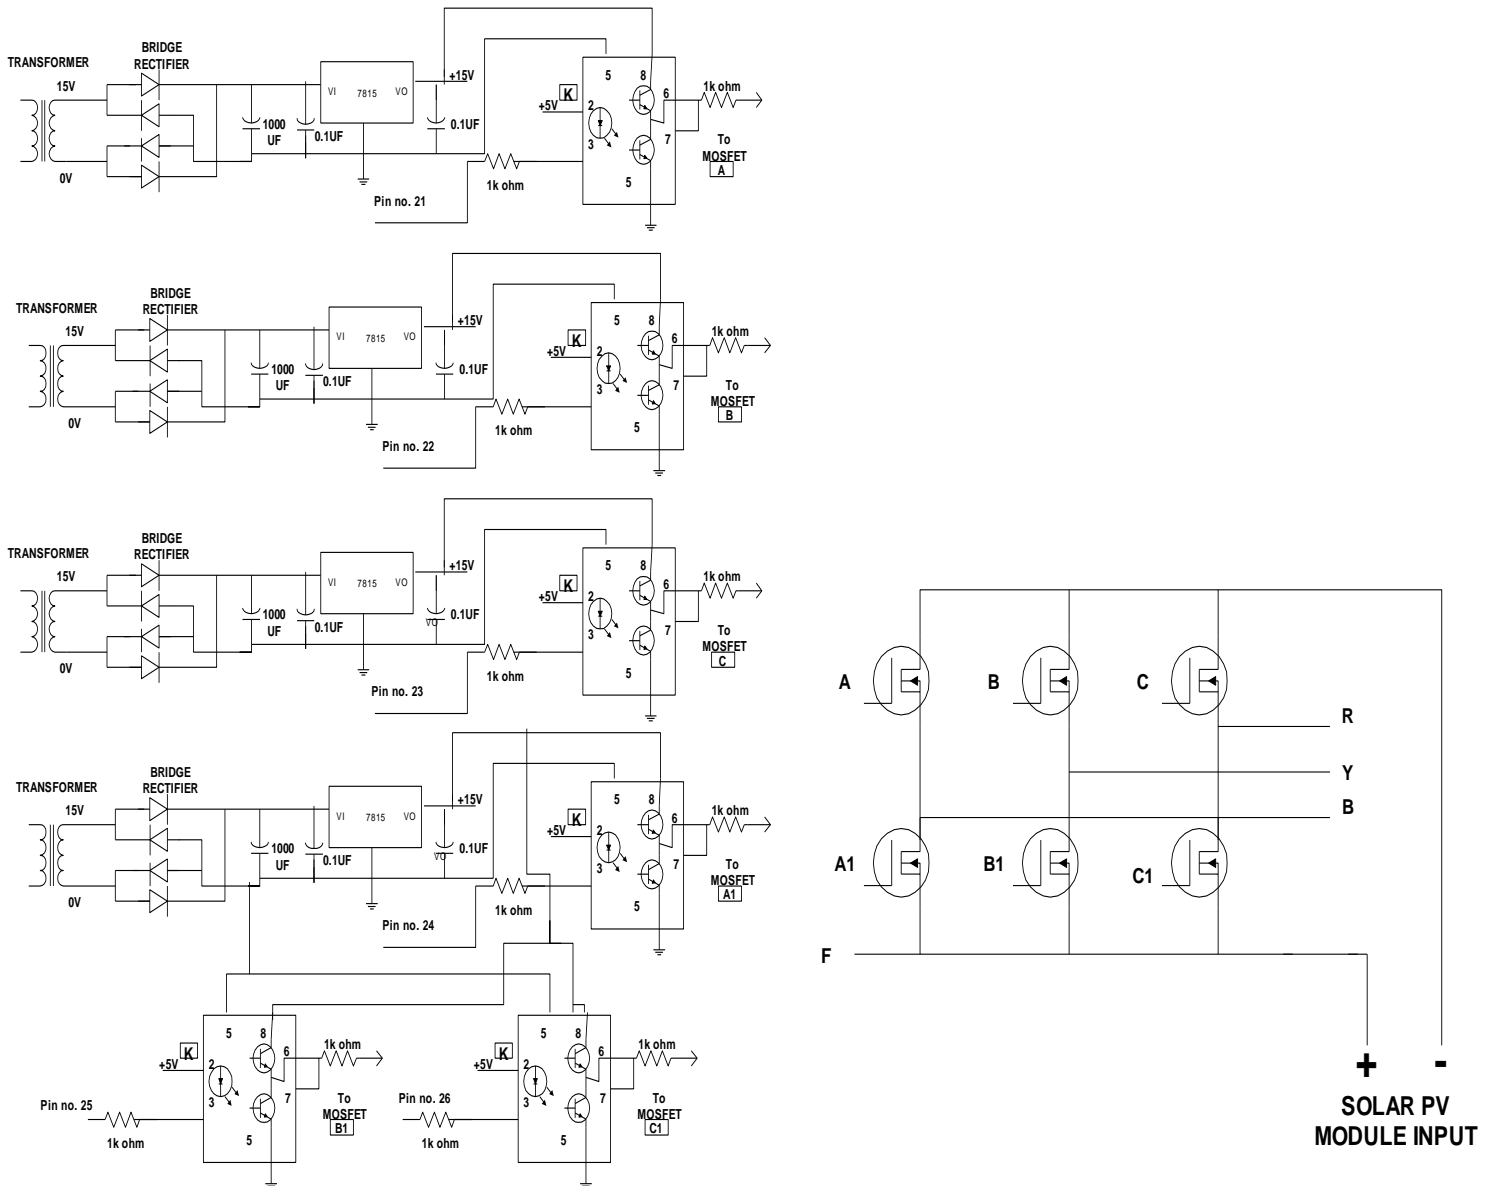 TRANSFORMER
15V
0V
BRIDGE
RECTIFIER
1000
UF
0.1UF
VI 7815 VO
+15V
0.1UF
K
+5V
5 8
2
3
6
7
5
1k ohm
Pin no. 21
1k ohm
To
MOSFET
A
TRANSFORMER
15V
0V
BRIDGE
RECTIFIER
1000
UF
0.1UF
VI 7815 VO
+15V
0.1UF
K
+5V
5 8
2
3
6
7
5
1k ohm
Pin no. 22
1k ohm
To
MOSFET
B
TRANSFORMER
15V
0V
BRIDGE
RECTIFIER
1000
UF
0.1UF
VI 7815 VO
+15V
0.1UF
VO
K
+5V
5 8
2
3
6
7
5
1k ohm
Pin no. 23
1k ohm
To
MOSFET
C
TRANSFORMER
15V
0V
BRIDGE
RECTIFIER
1000
UF
0.1UF
VI 7815 VO
+15V
0.1UF
VO
K
+5V
5 8
2
3
6
7
5
1k ohm
Pin no. 24
1k ohm
To
MOSFET
A1
K
+5V
5 8
2
3
6
7
5
Pin no. 25
1k ohm
1k ohm
To
MOSFET
B1
K
+5V
5 8
2
3
6
7
5
Pin no. 26
1k ohm
1k ohm
To
MOSFET
C1
A B C
R
Y
B
A1 B1 C1
F
+ -
SOLAR PV
MODULE INPUT